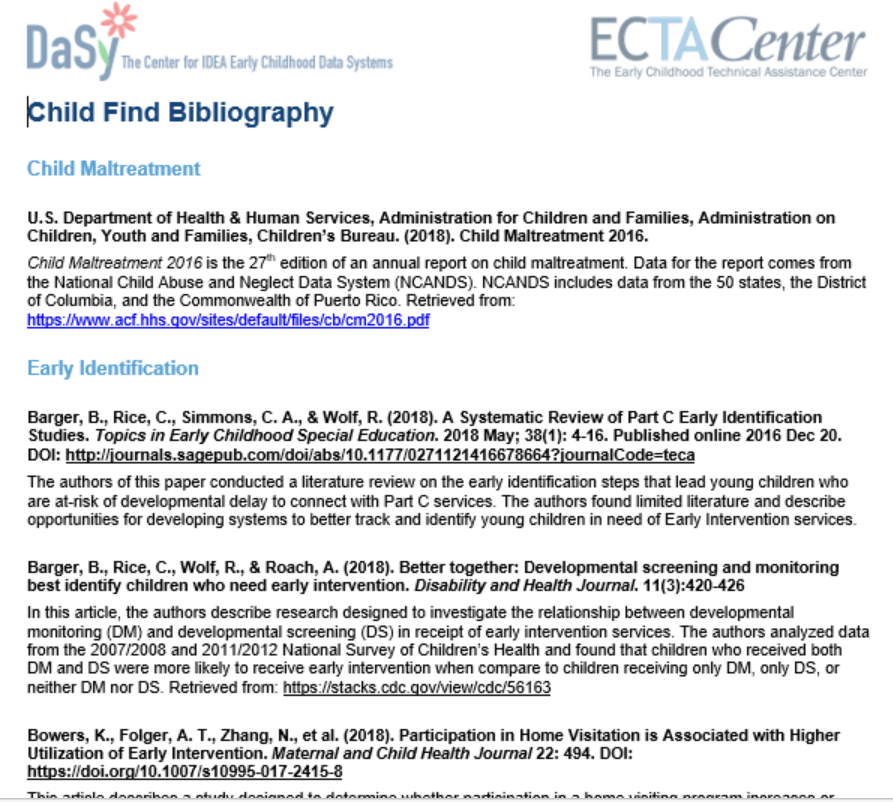 DaSy The Center for IDEA Early Childhood Data Systems
ECTACenter
The Early Childhood Technical Assistance Center
Child Find Bibliography
Child Maltreatment
U.S. Department of Health & Human Services, Administration for Children and Families, Administration on
Children, Youth and Families, Children's Bureau. (2018). Child Maltreatment 2016.
Child Maltreatment 2016 is the 27th edition of an annual report on child maltreatment. Data for the report comes from
the National Child Abuse and Neglect Data System (NCANDS). NCANDS includes data from the 50 states, the District
of Columbia, and the Commonwealth of Puerto Rico. Retrieved from:
https://www.acf.hhs.gov/sites/default/files/cb/cm2016.pdf
Early Identification
Barger, B., Rice, C., Simmons, C. A., & Wolf, R. (2018). A Systematic Review of Part C Early Identification
Studies. Topics in Early Childhood Special Education. 2018 May; 38(1): 4-16. Published online 2016 Dec 20.
DOI: http://journals.sagepub.com/doi/abs/10.1177/0271121416678664?journalCode=teca
The authors of this paper conducted a literature review on the early identification steps that lead young children who
are at-risk of developmental delay to connect with Part C services. The authors found limited literature and describe
opportunities for developing systems to better track and identify young children in need of Early Intervention services.
Barger, B., Rice, C., Wolf, R., & Roach, A. (2018). Better together: Developmental screening and monitoring
best identify children who need early intervention. Disability and Health Journal. 11(3):420-426
In this article, the authors describe research designed to investigate the relationship between developmental
monitoring (DM) and developmental screening (DS) in receipt of early intervention services. The authors analyzed data
from the 2007/2008 and 2011/2012 National Survey of Children's Health and found that children who received both
DM and DS were more likely to receive early intervention when compare to children receiving only DM, only DS, or
neither DM nor DS. Retrieved from: https://stacks.cdc.gov/view/cdc/56163
Bowers, K., Folger, A. T., Zhang, N., et al. (2018). Participation in Home Visitation is Associated with Higher
Utilization of Early Intervention. Maternal and Child Health Journal 22: 494. DOI:
https://doi.org/10.1007/s10995-017-2415-8
This article describes a study designed to determine whether participation in a home visiting program increases or